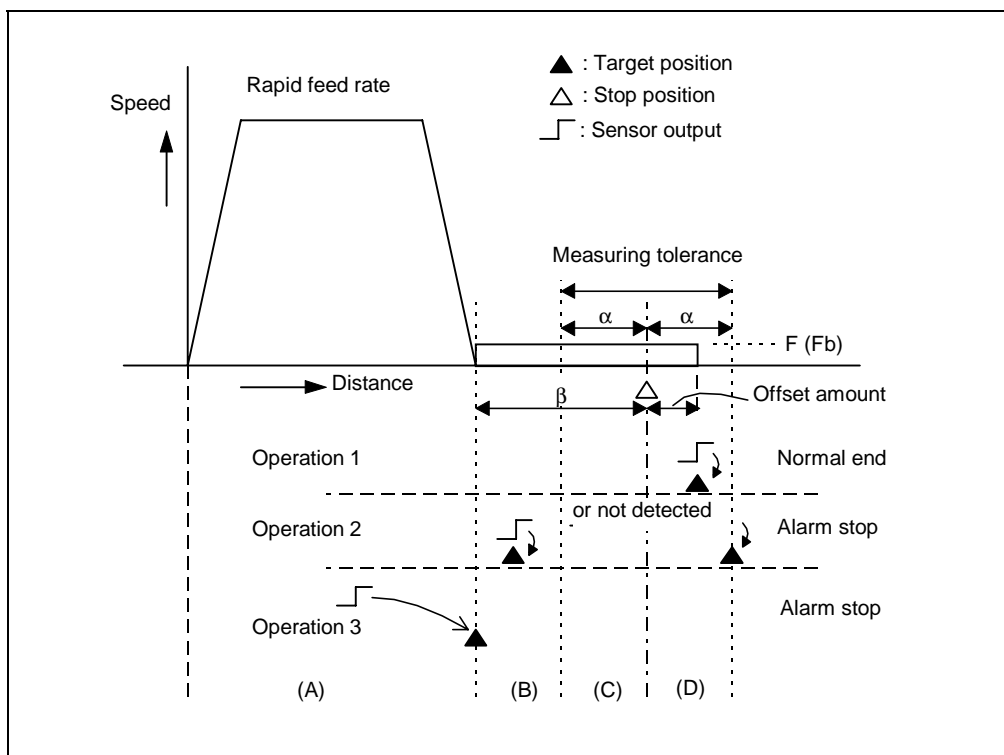 ▲ : Target position
△ : Stop position
: Sensor output
Rapid feed rate
Speed
Measuring tolerance
α α
F (Fb)
Distance
β
Offset amount
Operation 1
Normal end
or not detected
Operation 2
Alarm stop
Operation 3
Alarm stop
(A) (B) (C) (D)